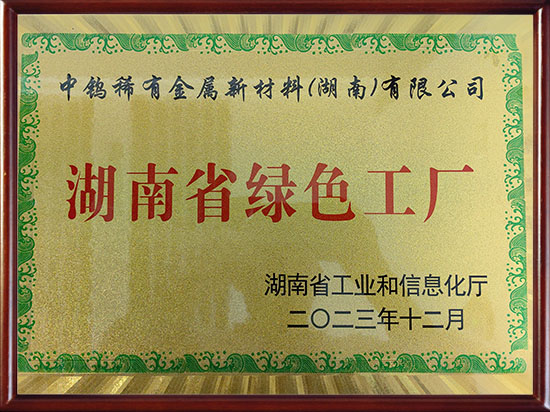 中钨稀有金属新材料(湖南)有限公司
湖南省绿色工厂
湖南省工业和信息化厅
二〇二三年十二月